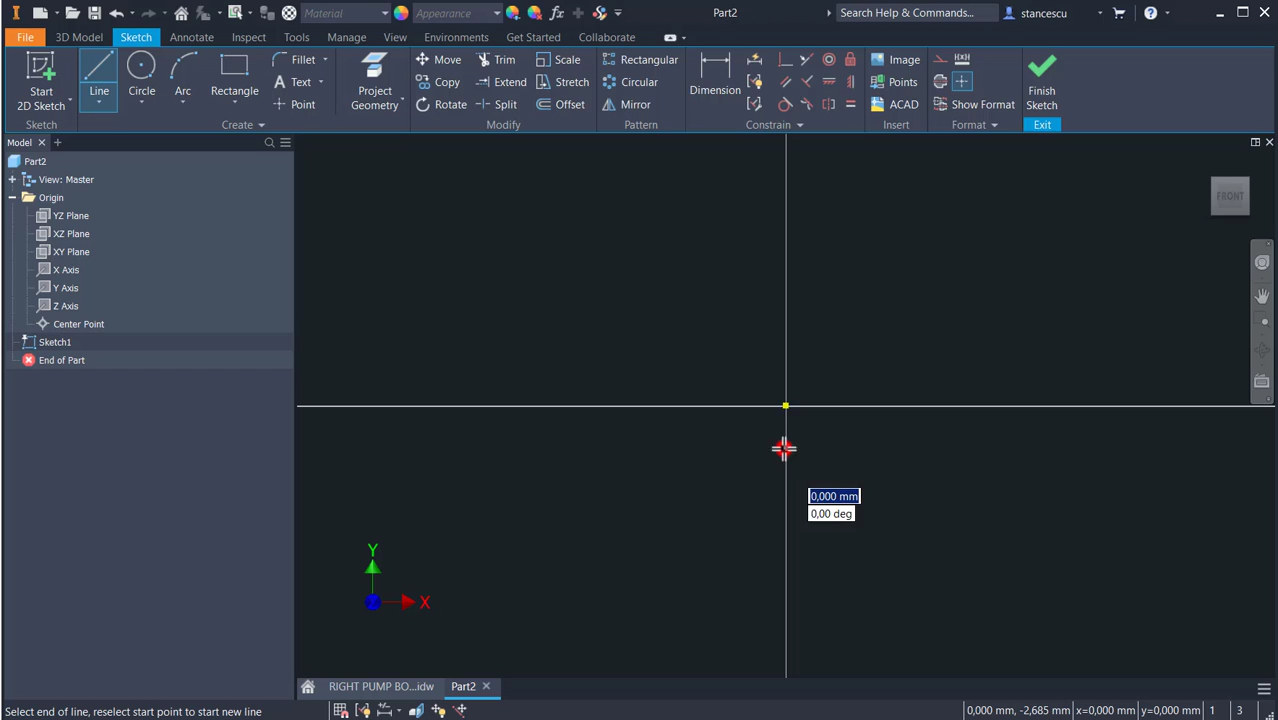 Material
Appearance
Part2
Search Help & Commands...
stancescu
File
3D Model
Sketch
Annotate
Inspect
Tools
Manage
View
Environments
Get Started
Collaborate
Start
2D Sketch
Line
Circle
Arc
Rectangle
Fillet
Text
Point
Project
Geometry
Move
Copy
Rotate
Trim
Extend
Split
Scale
Stretch
Offset
Rectangular
Circular
Mirror
Dimension
Image
Points
ACAD
Show Format
Finish
Sketch
Sketch
Create
Modify
Pattern
Constrain
Insert
Format
Exit
Model
Part2
View: Master
Origin
YZ Plane
XZ Plane
XY Plane
X Axis
Y Axis
Z Axis
Center Point
Sketch1
End of Part
FRONT
0,000 mm
0,00 deg
Y
X
RIGHT PUMP BO...idw
Part2
Select end of line, reselect start point to start new line
0,000 mm, -2,685 mm
x=0,000 mm
y=0,000 mm
1
3